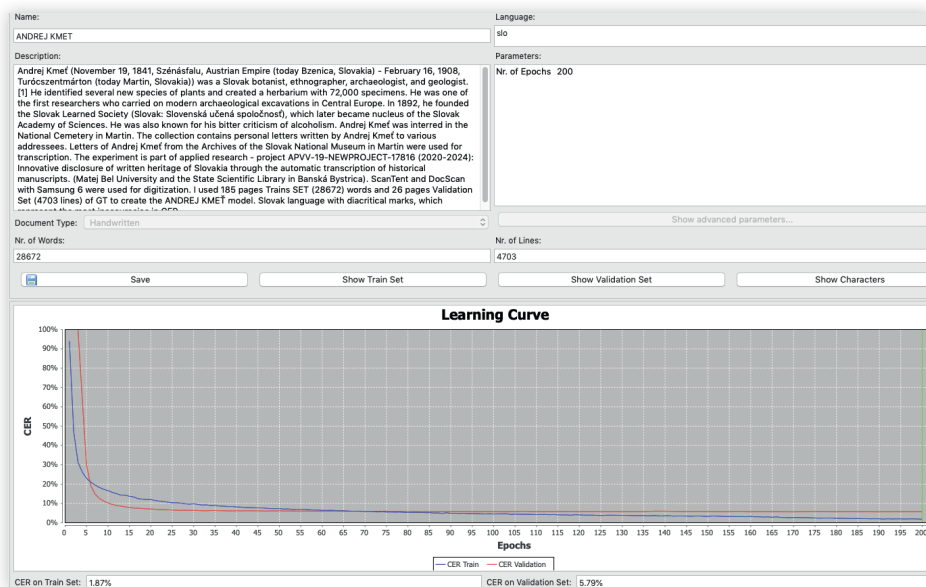 Name:
Language:
ANDREJ KMET
slo
Description:
Parameters:
Andrej Kmeť (November 19, 1841, Szénásfalu, Austrian Empire (today Bzenica, Slovakia) - February 16, 1908,
Turócszentmárton (today Martin, Slovakia)) was a Slovak botanist, ethnographer, archaeologist, and geologist.
[1] He identified several new species of plants and created a herbarium with 72,000 specimens. He was one of
the first researchers who carried on modern archaeological excavations in Central Europe. In 1892, he founded
the Slovak Learned Society (Slovak: Slovenská učená spoločnosť), which later became nucleus of the Slovak
Academy of Sciences. He was also known for his bitter criticism of alcoholism. Andrej Kmeť was interred in the
National Cemetery in Martin. The collection contains personal letters written by Andrej Kmeť to various
addressees. Letters of Andrej Kmeť from the Archives of the Slovak National Museum in Martin were used for
transcription. The experiment is part of applied research - project APVV-19-NEWPROJECT-17816 (2020-2024):
Innovative disclosure of written heritage of Slovakia through the automatic transcription of historical
manuscripts. (Matej Bel University and the State Scientific Library in Banská Bystrica). ScanTent and DocScan
with Samsung 6 were used for digitization. I used 185 pages Trains SET (28672) words and 26 pages Validation
Set (4703 lines) of GT to create the ANDREJ KMEŤ model. Slovak language with diacritical marks, which
represent the most inaccuracies in CER
Nr. of Epochs 200
Document Type: Handwritten
Show advanced parameters...
Nr. of Words:
Nr. of Lines:
28672
4703
Save
Show Train Set
Show Validation Set
Show Characters
Learning Curve
100%
90%
80%
70%
60%
50%
40%
30%
20%
10%
0%
CER
0 5 10 15 20 25 30 35 40 45 50 55 60 65 70 75 80 85 90 95 100 105 110 115 120 125 130 135 140 145 150 155 160 165 170 175 180 185 190 195 200
Epochs
CER Train CER Validation
CER on Train Set: 1.87%
CER on Validation Set: 5.79%